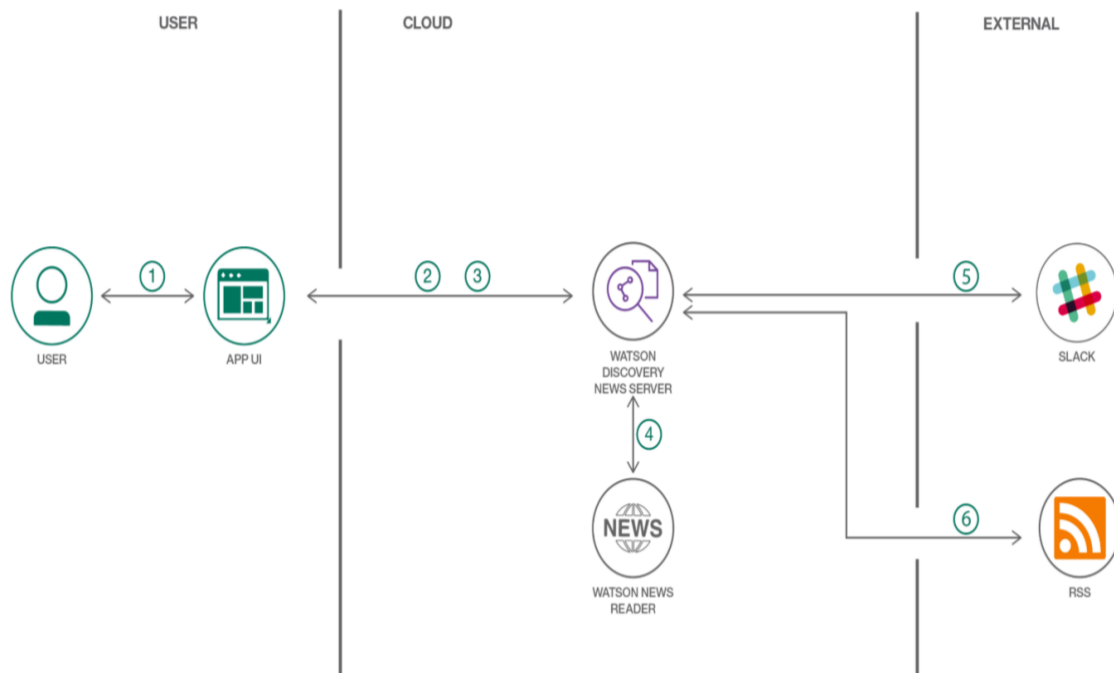 USER
CLOUD
EXTERNAL
1
2
3
5
USER
APP UI
WATSON
DISCOVERY
NEWS SERVER
SLACK
4
NEWS
6
WATSON NEWS
READER
RSS